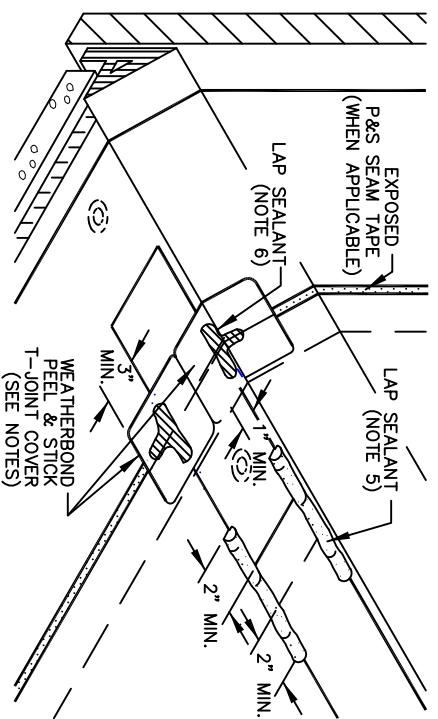 EXPOSED
P&S SEAM TAPE
(WHEN APPLICABLE)
LAP SEALANT
(NOTE 6)
LAP SEALANT
(NOTE 5)
1" MIN.
3"
MIN.
2" MIN.
2" MIN.
WEATHERBOND
PEEL & STICK
T-JOINT COVER
(SEE NOTES)